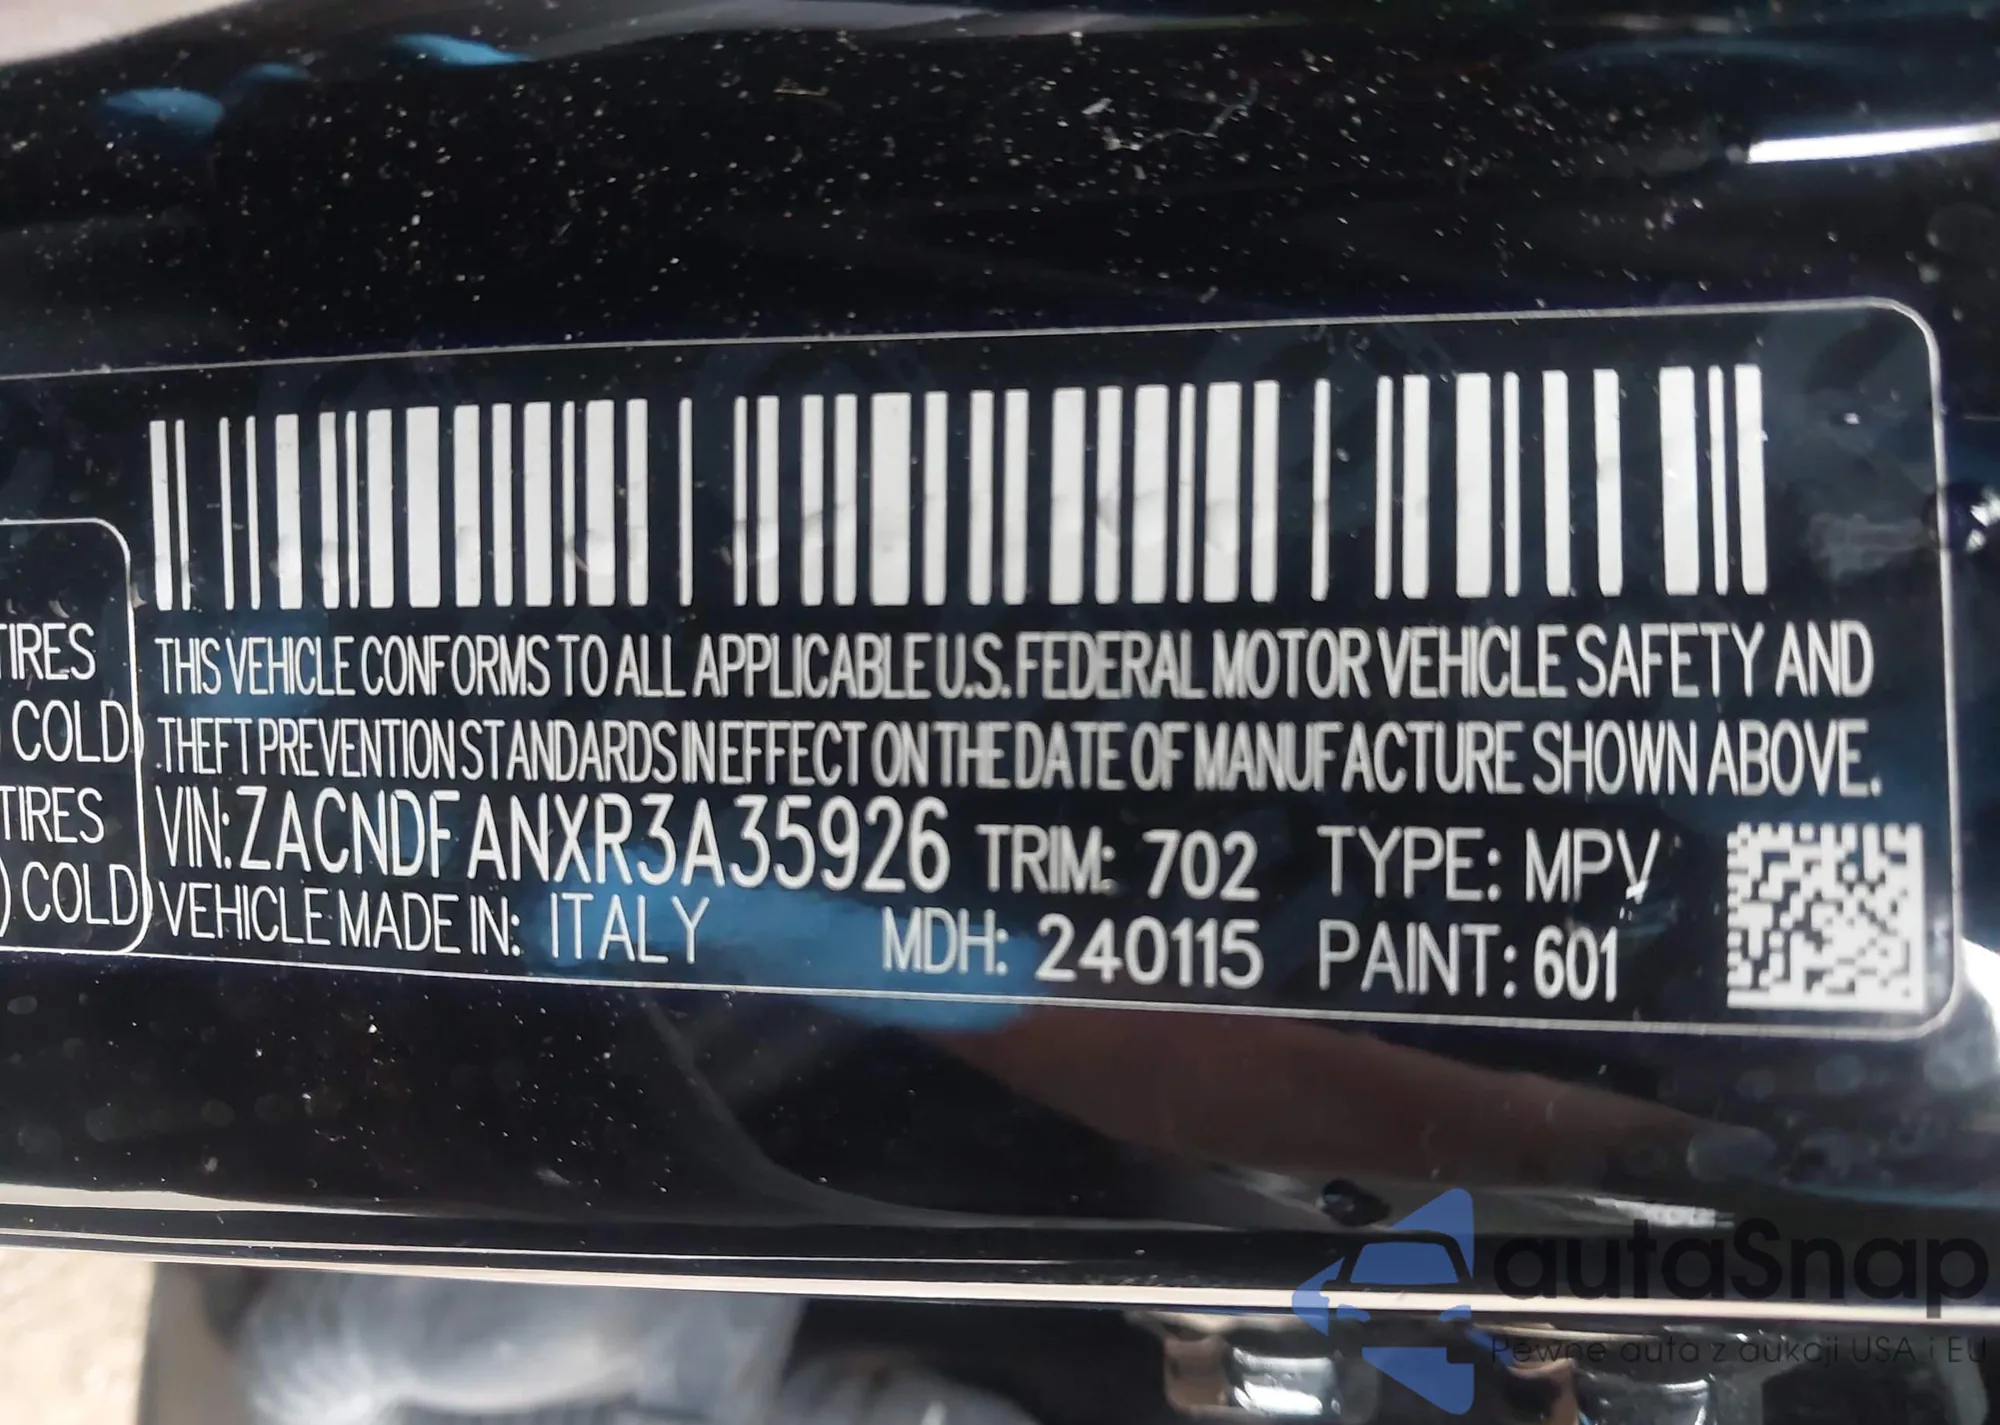 TIRES
COLD
TIRES
) COLD
THIS VEHICLE CONFORMS TO ALL APPLICABLE U.S. FEDERAL MOTOR VEHICLE SAFETY AND
THEFT PREVENTION STANDARDS IN EFFECT ON THE DATE OF MANUFACTURE SHOWN ABOVE.
VIN: ZACNDFANXR3A35926 TRIM: 702 TYPE: MPV
VEHICLE MADE IN: ITALY MDH: 240115 PAINT: 601
autaSnap
Pewne auta z aukcji USA i EU